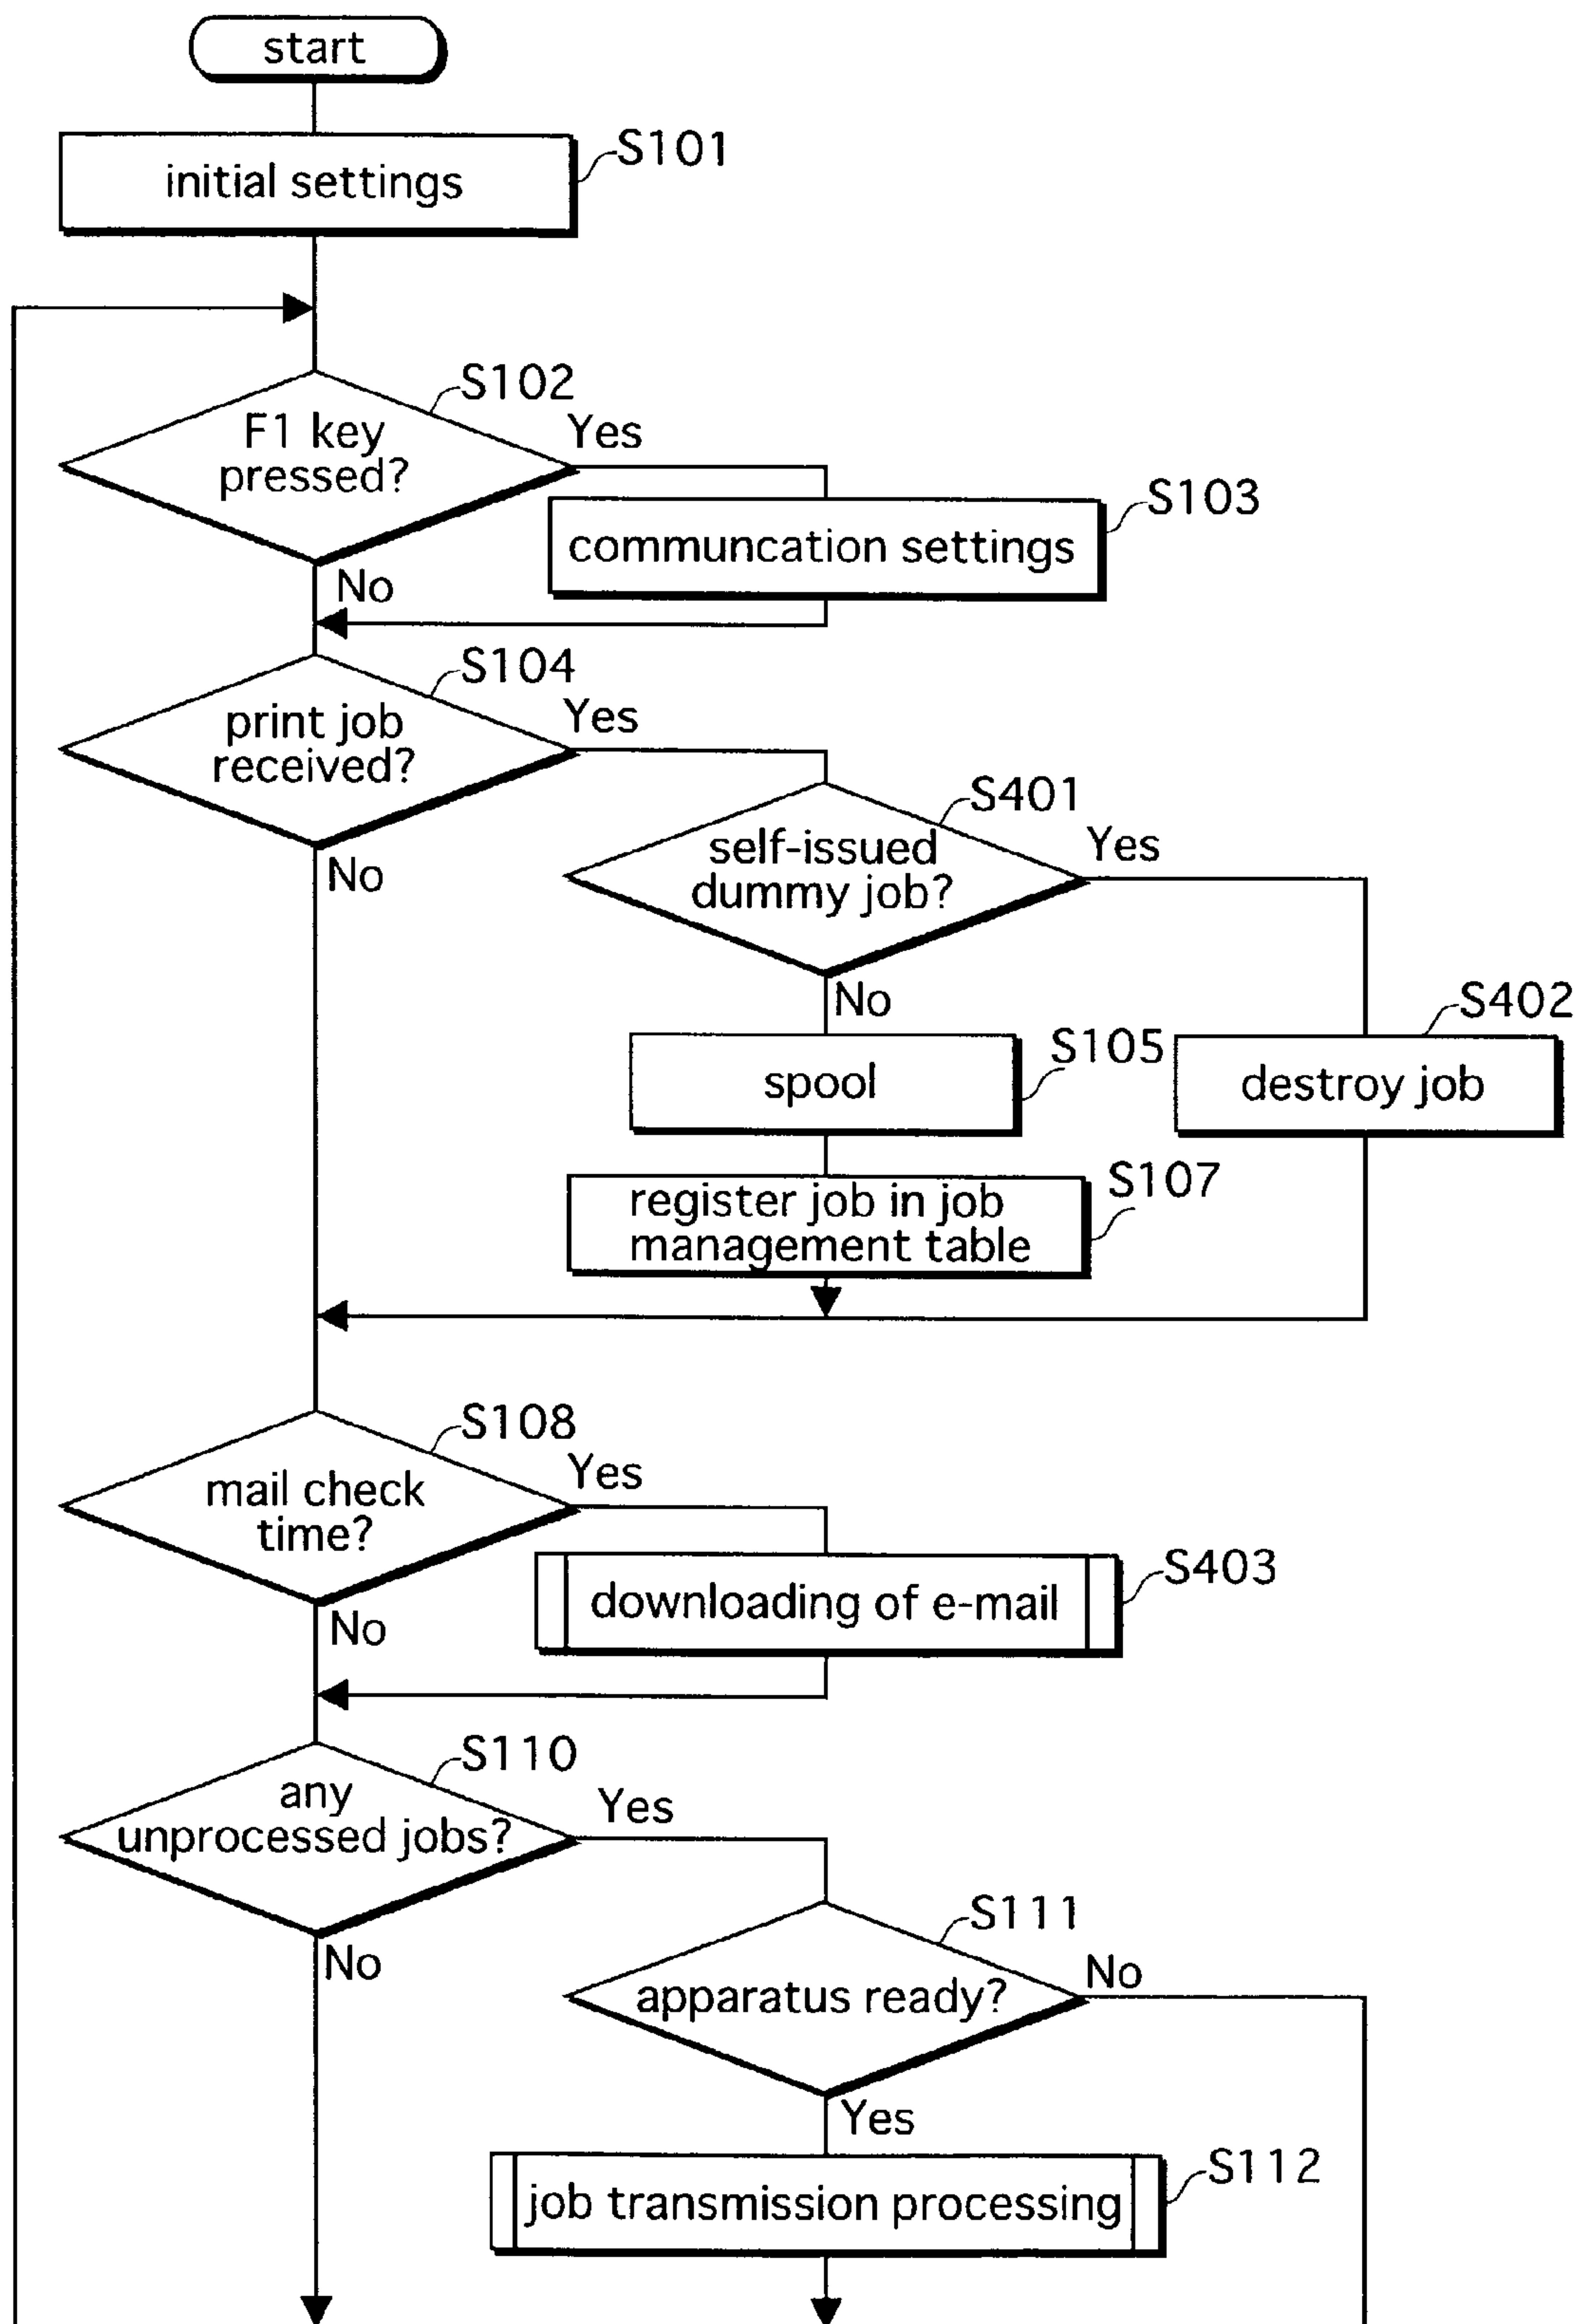 start
initial settings
S101
S102
F1 key
pressed?
Yes
S103
communcation settings
No
S104
print job
received?
Yes
S401
self-issued
dummy job?
Yes
No
No
S402
S105
spool
destroy job
S107
register job in job
management table
S108
mail check
time?
Yes
S403
downloading of e-mail
No
S110
any
unprocessed jobs?
Yes
S111
apparatus ready?
No
No
Yes
S112
job transmission processing